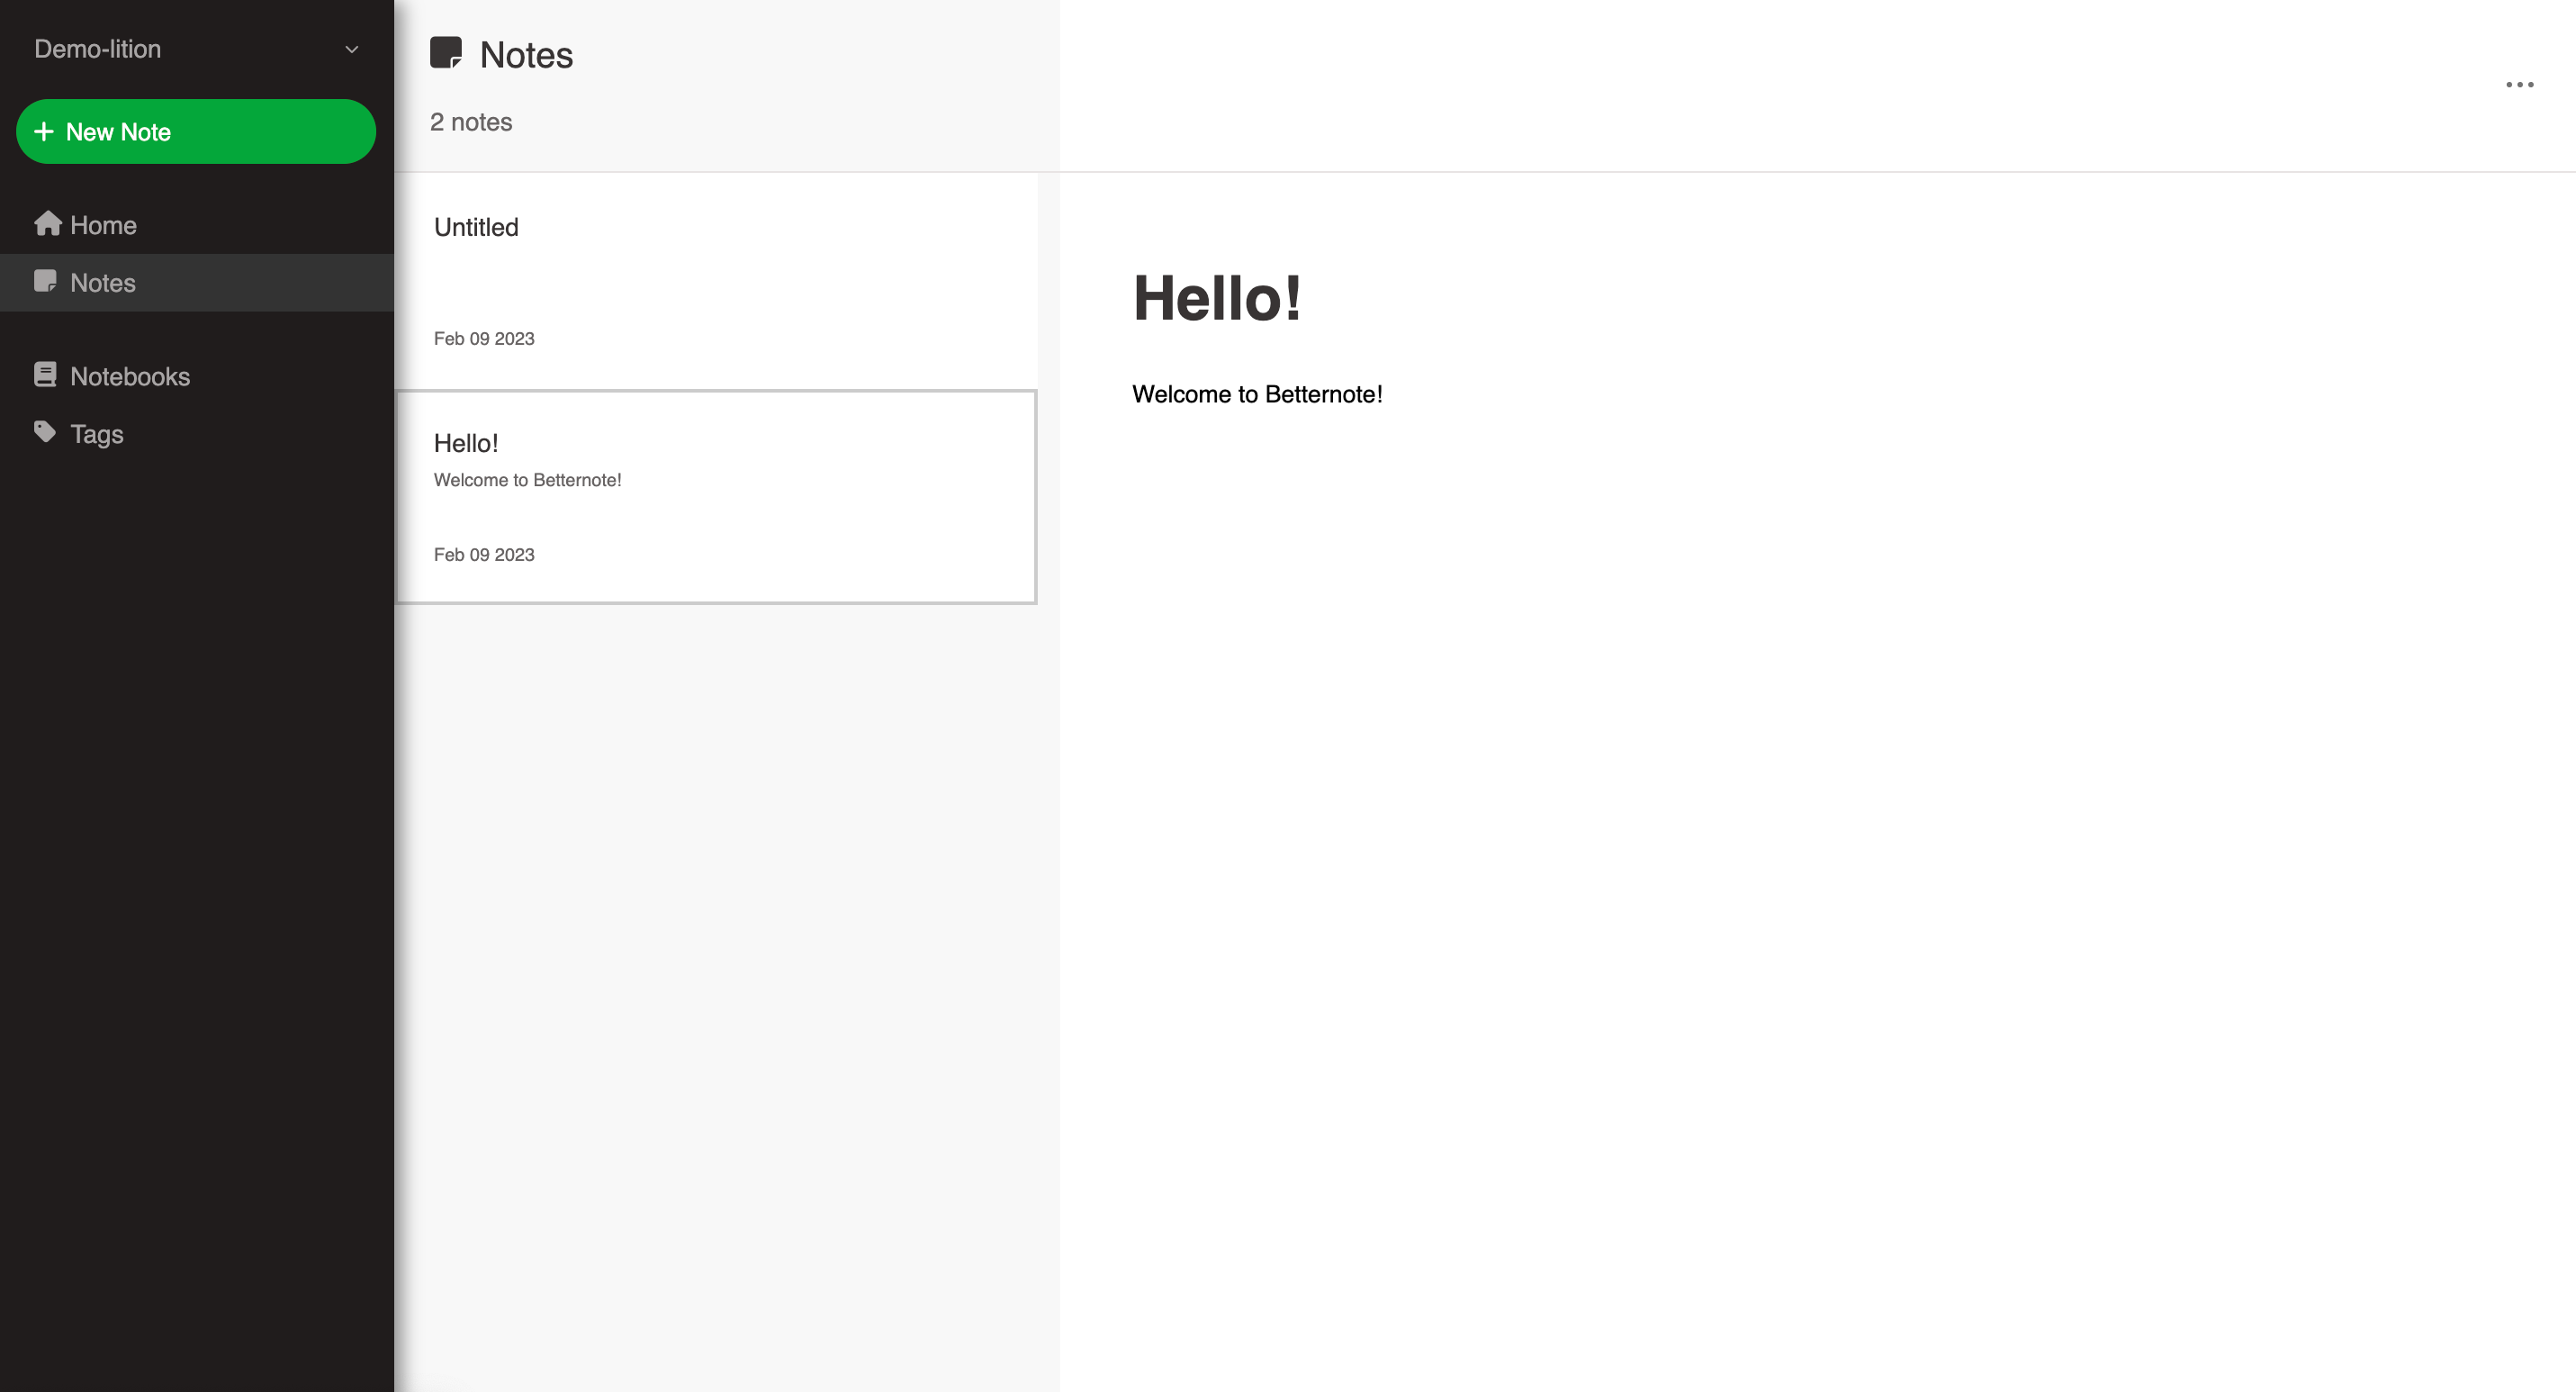 Demo-lition
New Note
Home
Notes
Notebooks
Tags
Notes
2 notes
Untitled
Feb 09 2023
Hello!
Welcome to Betternote!
Feb 09 2023
Hello!
Welcome to Betternote!